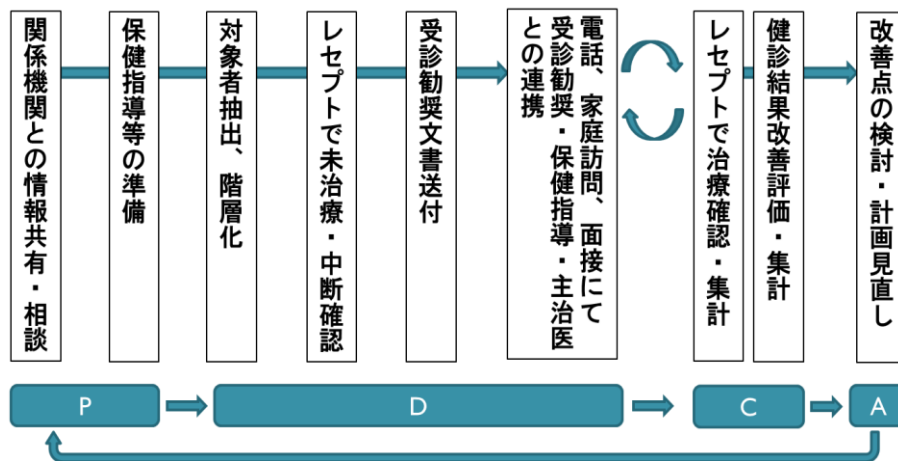 関係機関との情報共有・相談
保健指導等の準備
対象者抽出、階層化
レセプトで未治療・中断確認
受診勧奨文書送付
電話、家庭訪問、面接にて
受診勧奨・保健指導・主治医
との連携
レセプトで治療確認・集計
健診結果改善評価・集計
改善点の検討・計画見直し
P
D
C
A